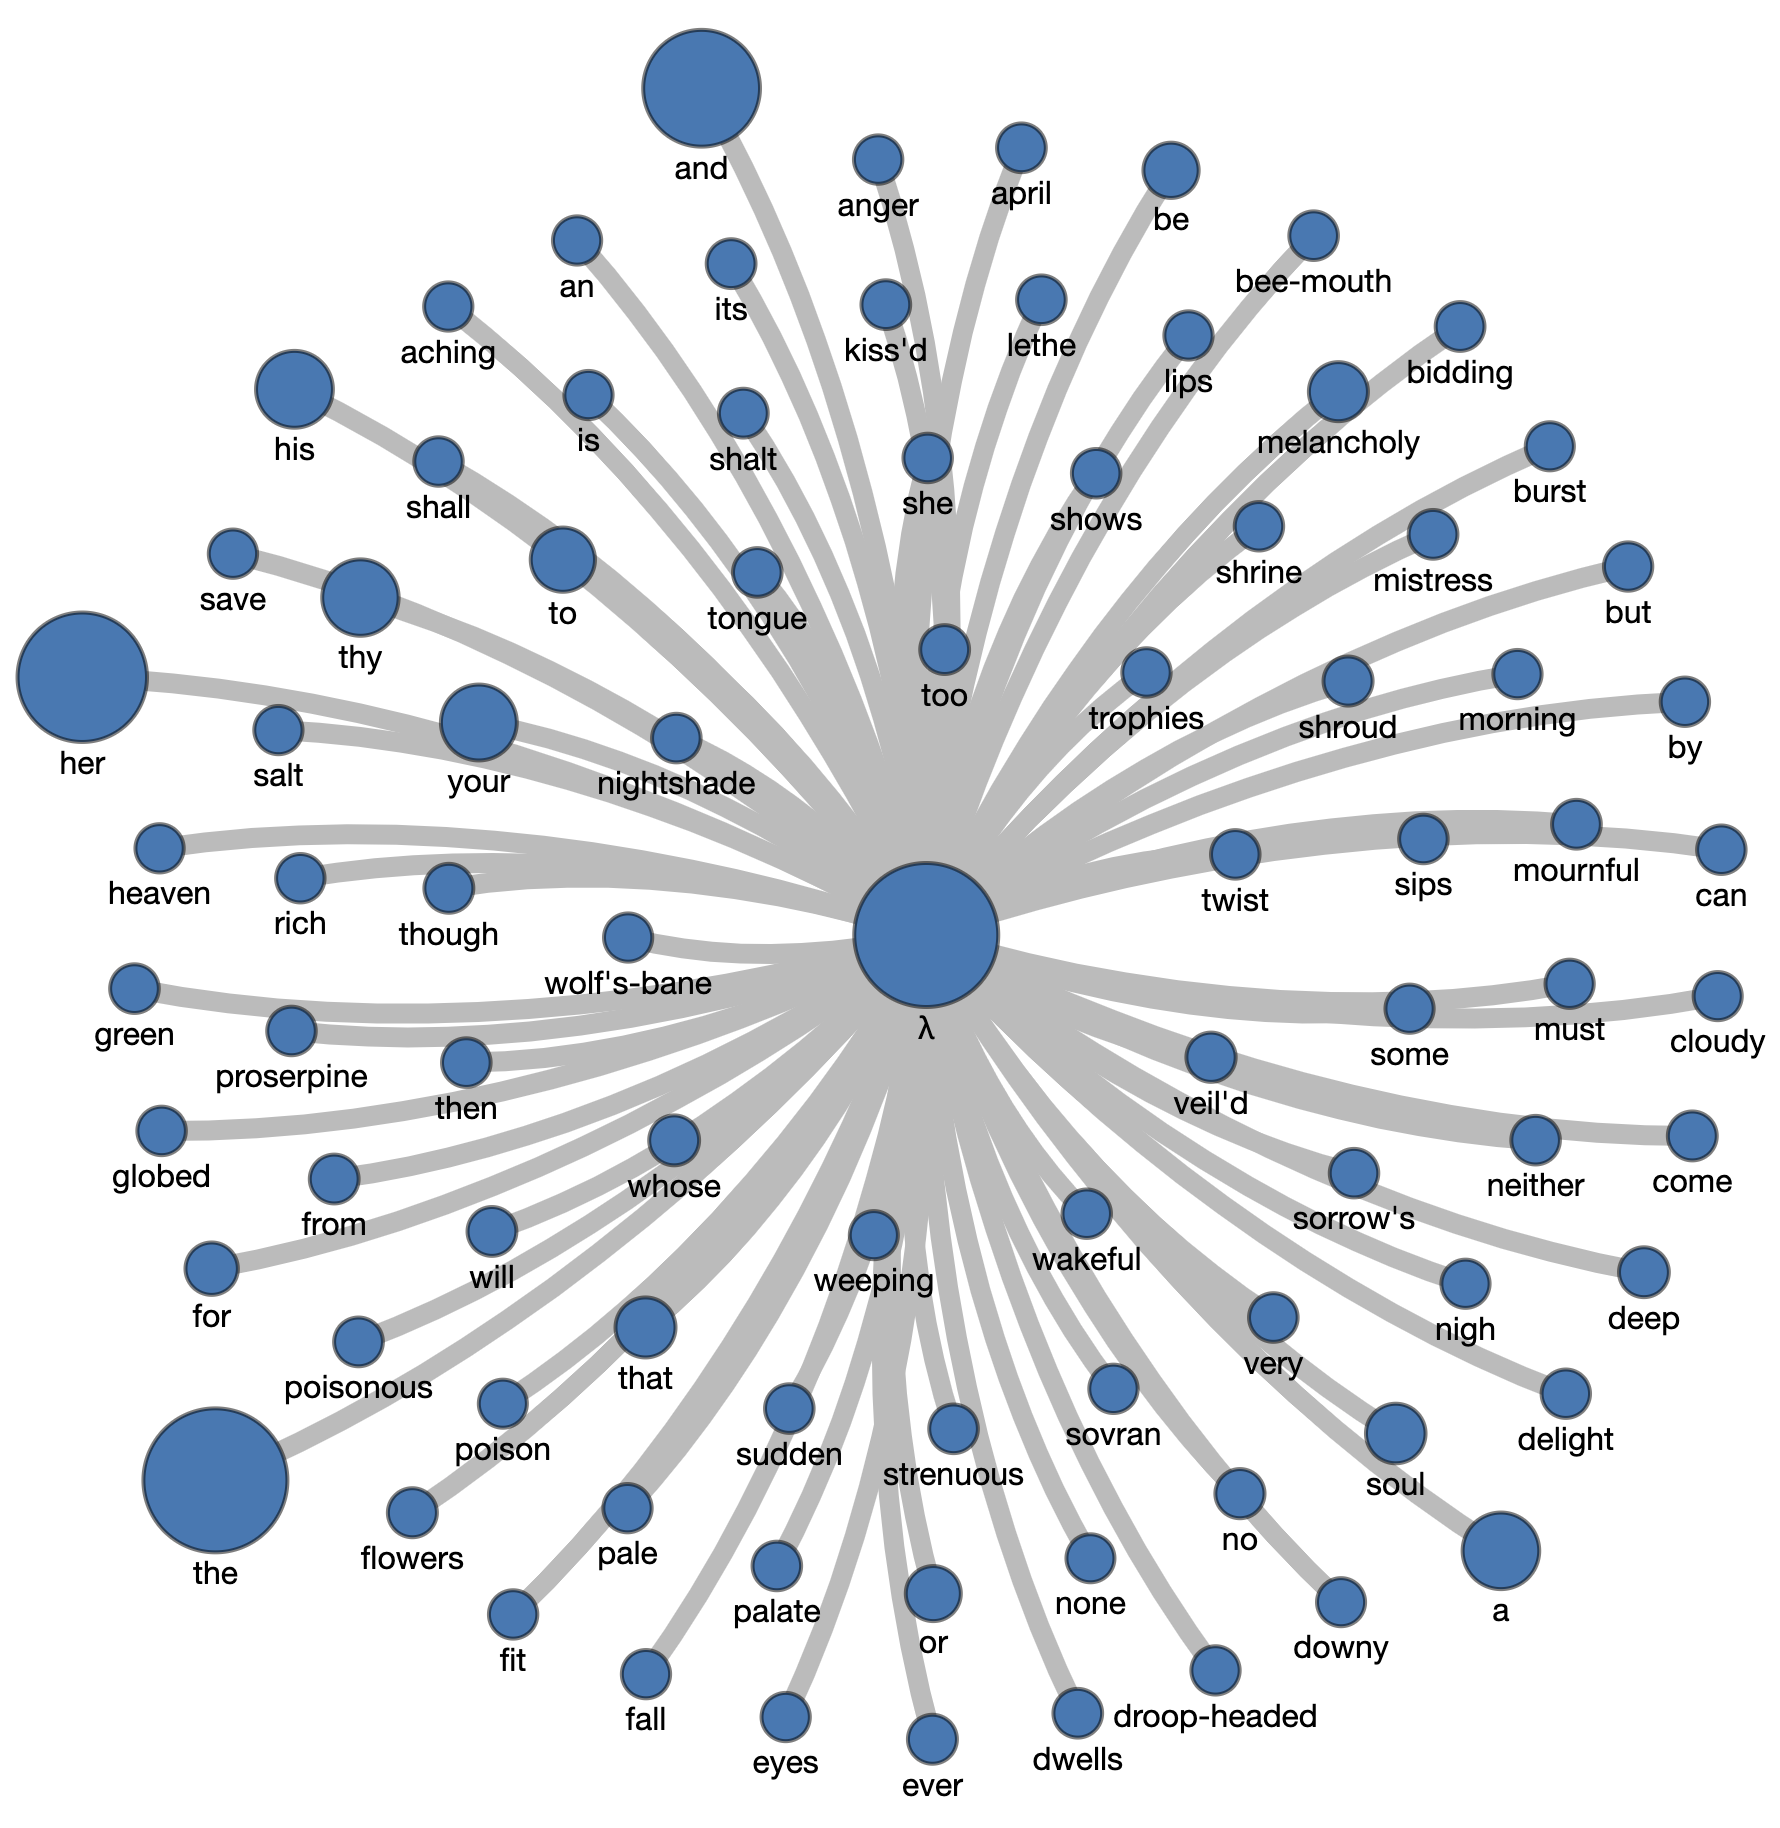 and
anger
april
be
an
its
bee-mouth
aching
kiss'd
lethe
lips
bidding
his
is
shalt
melancholy
shall
she
shows
burst
save
to
tongue
shrine
mistress
but
thy
too
trophies
shroud
morning
by
her
salt
your
nightshade
heaven
rich
though
twist
sips
mournful
can
wolf's-bane
λ
green
proserpine
then
some
must
cloudy
globed
from
whose
veil'd
sorrow's
neither
come
for
will
weeping
wakeful
nigh
deep
poisonous
that
very
delight
poison
sudden
strenuous
sovran
soul
the
flowers
pale
palate
or
none
no
a
fit
fall
eyes
ever
dwells
droop-headed
downy